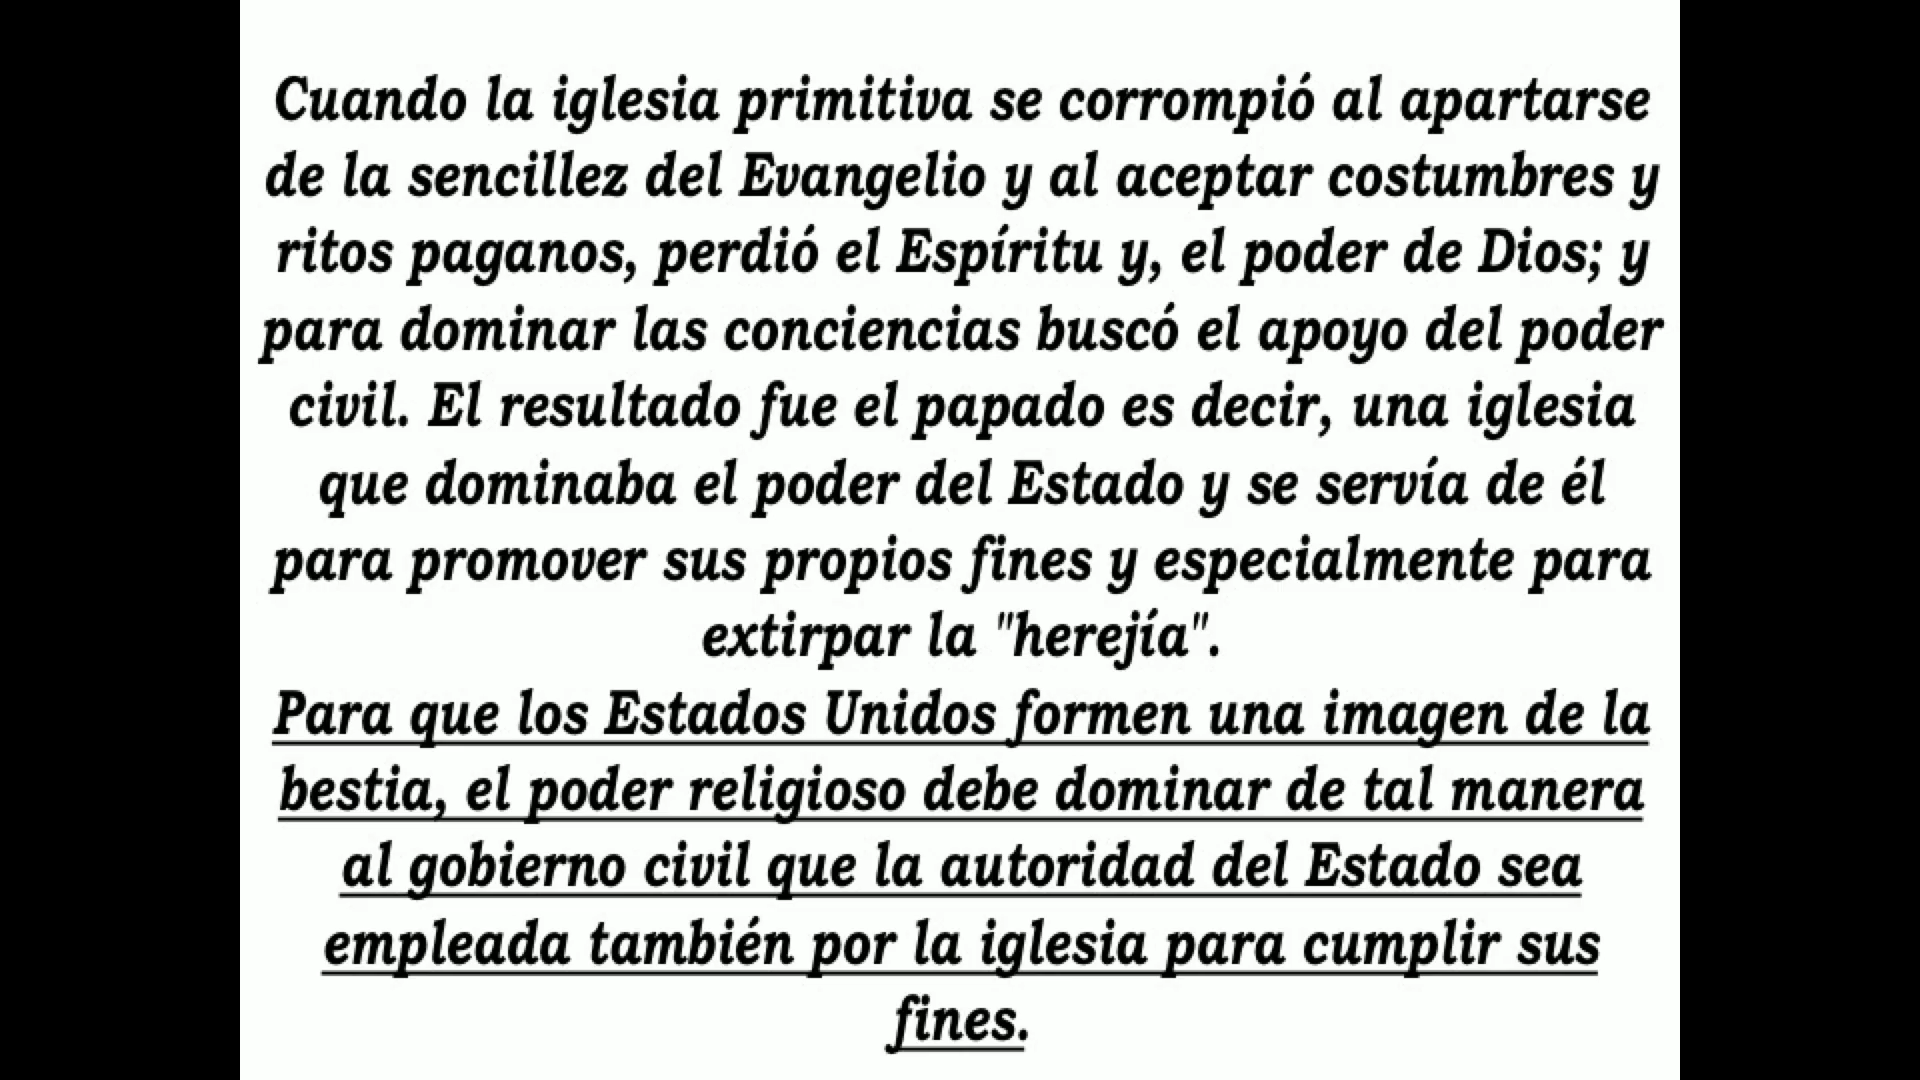 Cuando la iglesia primitiva se corrompió al apartarse
de la sencillez del Evangelio y al aceptar costumbres y
ritos paganos, perdió el Espíritu y, el poder de Dios; y
para dominar las conciencias buscó el apoyo del poder
civil. El resultado fue el papado es decir, una iglesia
que dominaba el poder del Estado y se servía de él
para promover sus propios fines y especialmente para
extirpar la "herejía".
Para que los Estados Unidos formen una imagen de la
bestia, el poder religioso debe dominar de tal manera
al gobierno civil que la autoridad del Estado sea
empleada también por la iglesia para cumplir sus
fines.